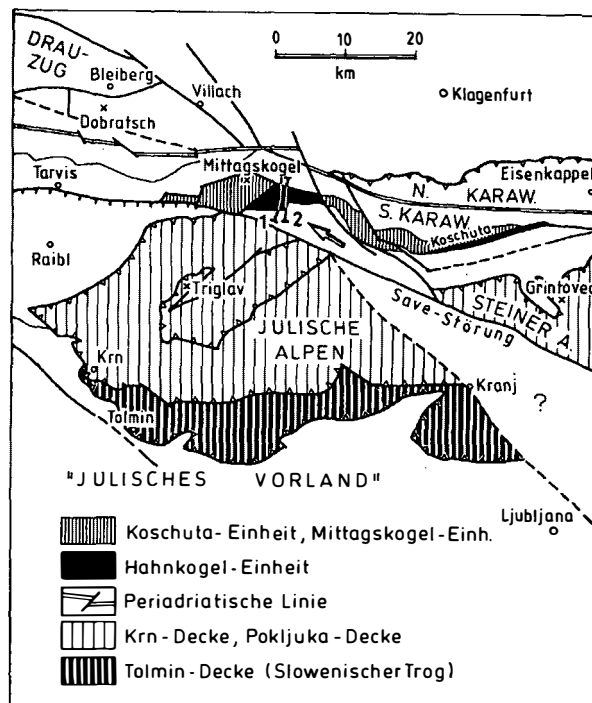 0 10 20
km
DRAU-
ZUG
Bleiberg
Villach
Klagenfurt
Dobratsch
Mittagskogel
Tarvis
Eisenkappel
N. KARAW.
S. KARAW.
Koschuta
1 2
Raibl
Triglav
Grintovec
STEINER A.
Save-Störung
JULISCHE
ALPEN
Krn
Kranj
?
Tolmin
"JULISCHES VORLAND"
Ljubljana
Koschuta-Einheit, Mittagskogel-Einh.
Hahnkogel-Einheit
Periadriatische Linie
Krn-Decke, Pokljuka-Decke
Tolmin-Decke (Slowenischer Trog)